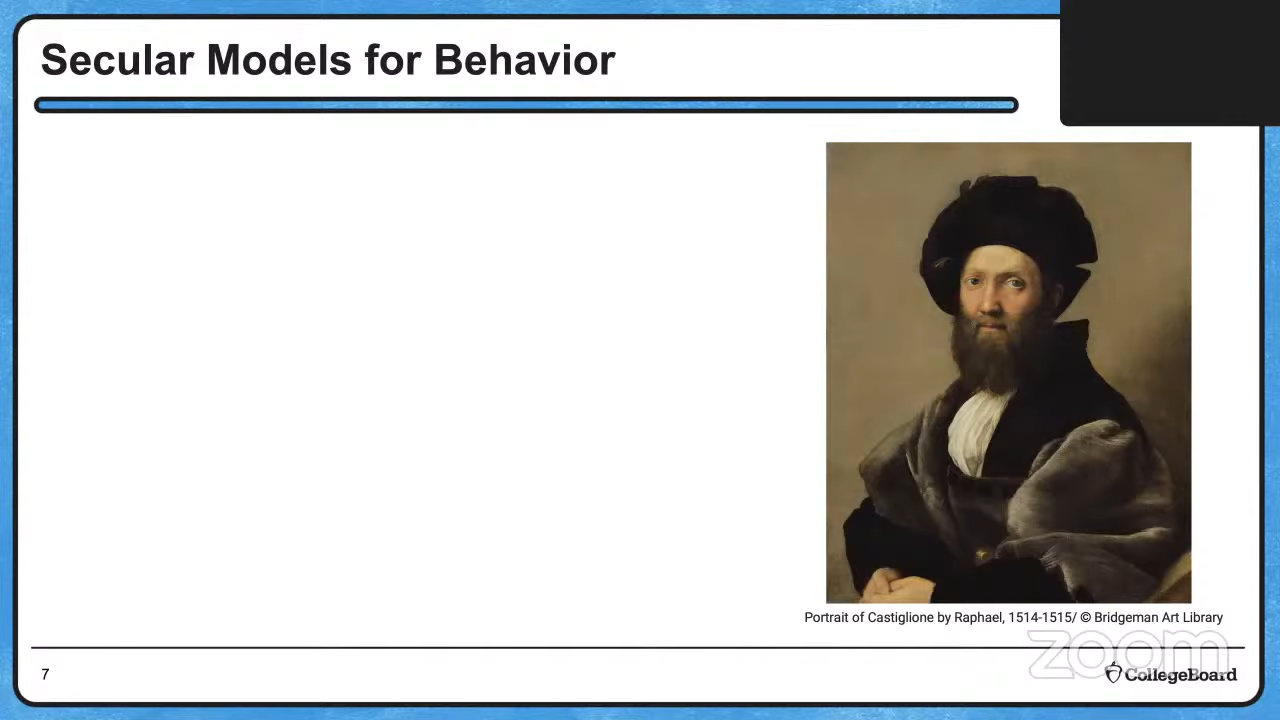 Secular Models for Behavior
Portrait of Castiglione by Raphael, 1514-1515/ © Bridgeman Art Library
zoom
7
CollegeBoard